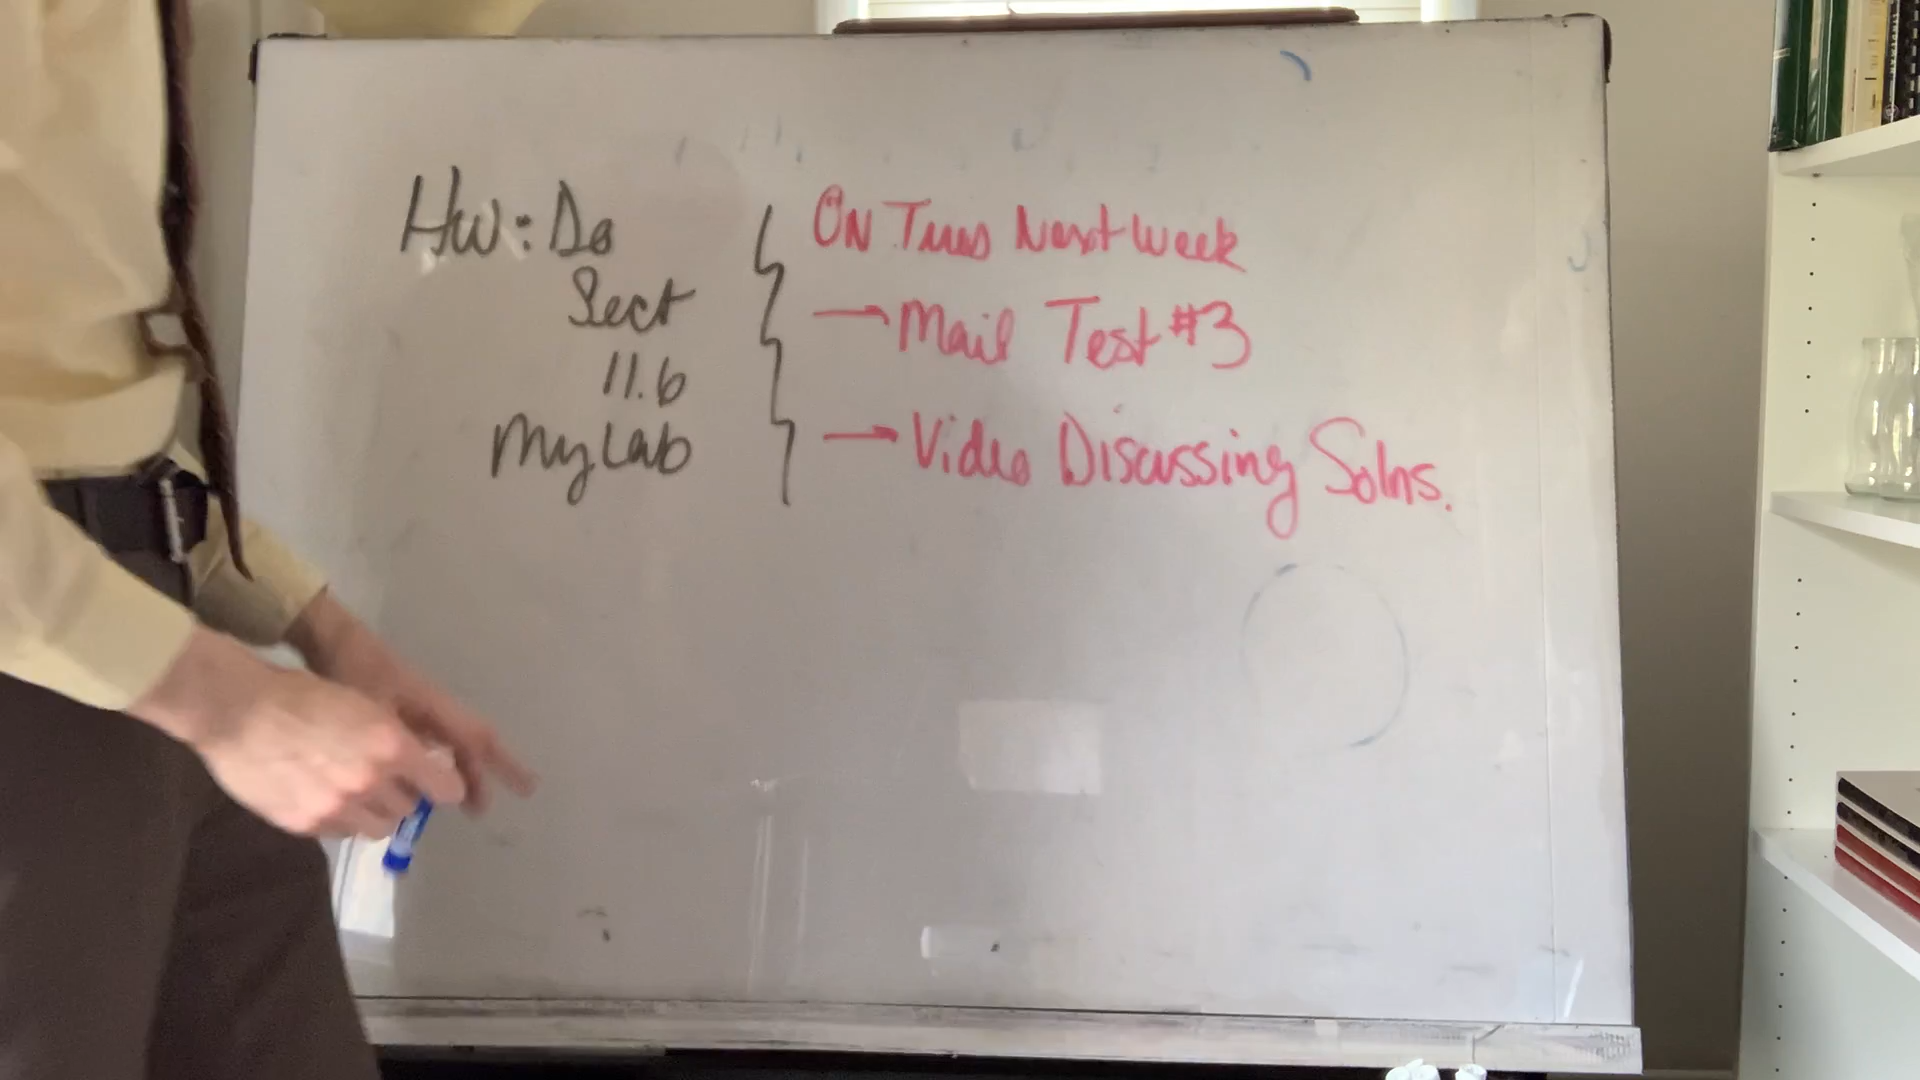 HW: Do
Sect
11.6
MyLab
ON Tues Next Week
→ Mail Test #3
→ Video Discussing Solns.